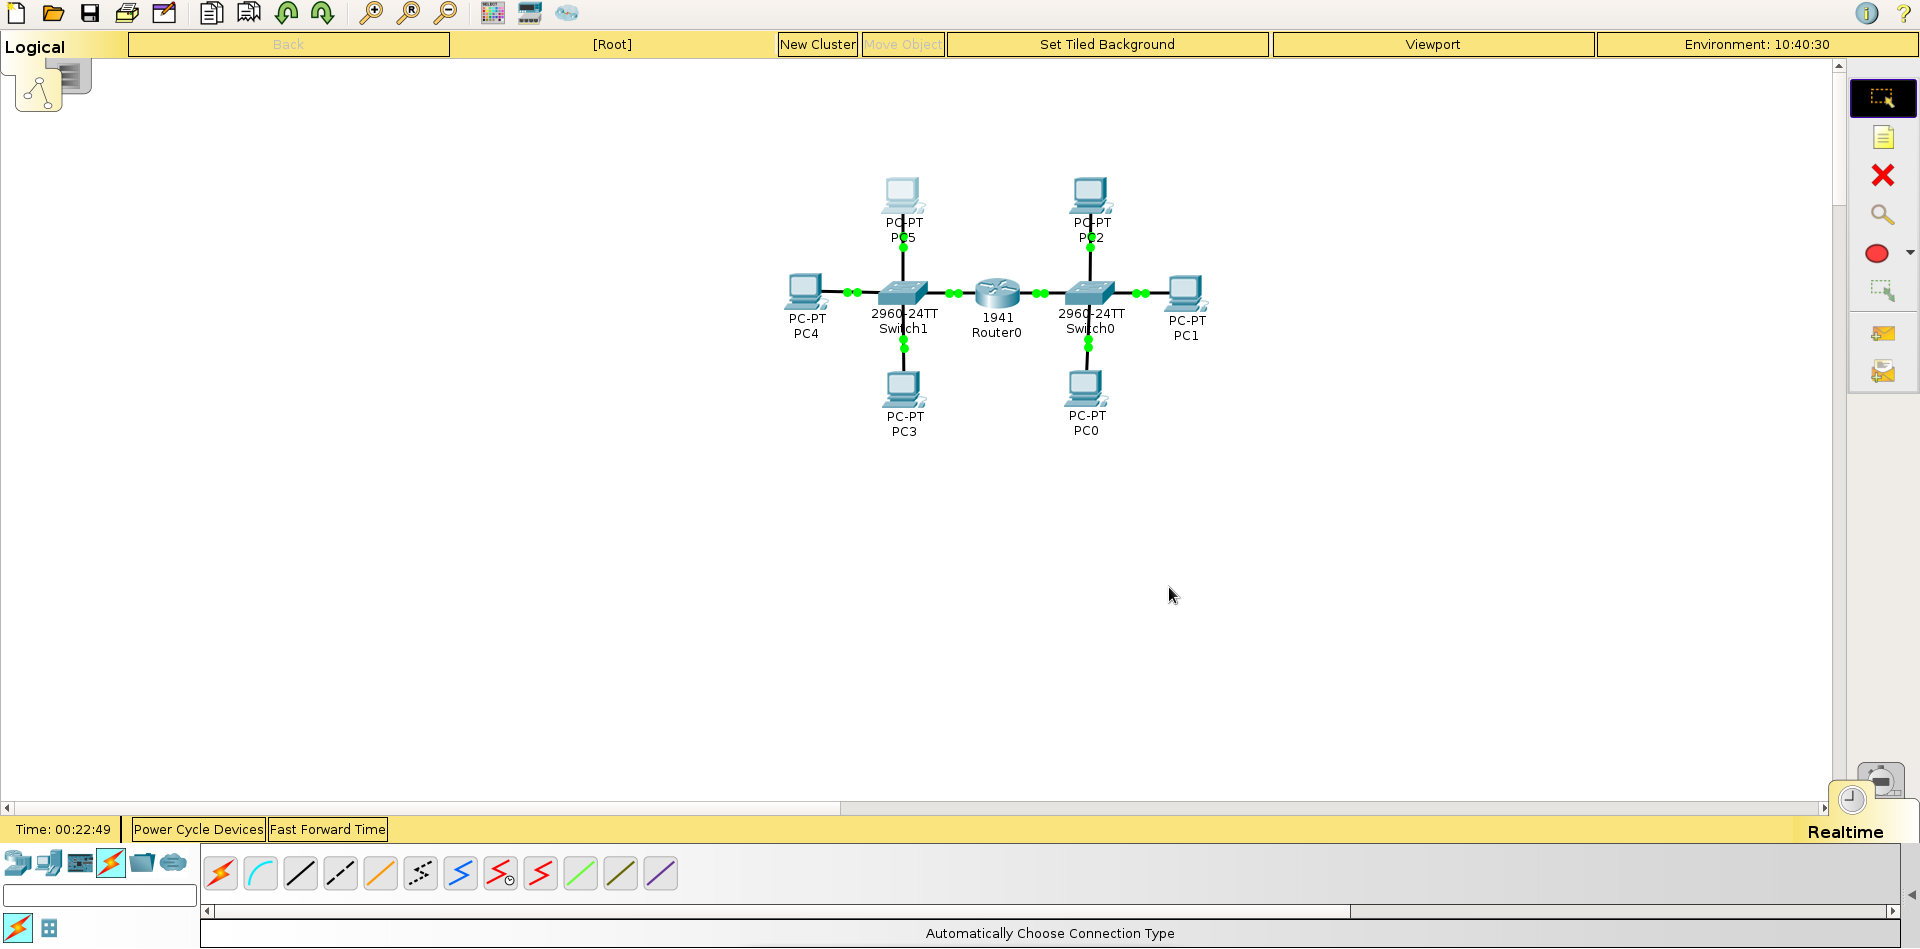 Logical
Back
[Root]
New Cluster
Move Object
Set Tiled Background
Viewport
Environment: 10:40:30
PC-PT
PC5
PC-PT
PC2
PC-PT
PC4
2960-24TT
Switch1
1941
Router0
2960-24TT
Switch0
PC-PT
PC1
PC-PT
PC3
PC-PT
PC0
Time: 00:22:49
Power Cycle Devices
Fast Forward Time
Realtime
Automatically Choose Connection Type